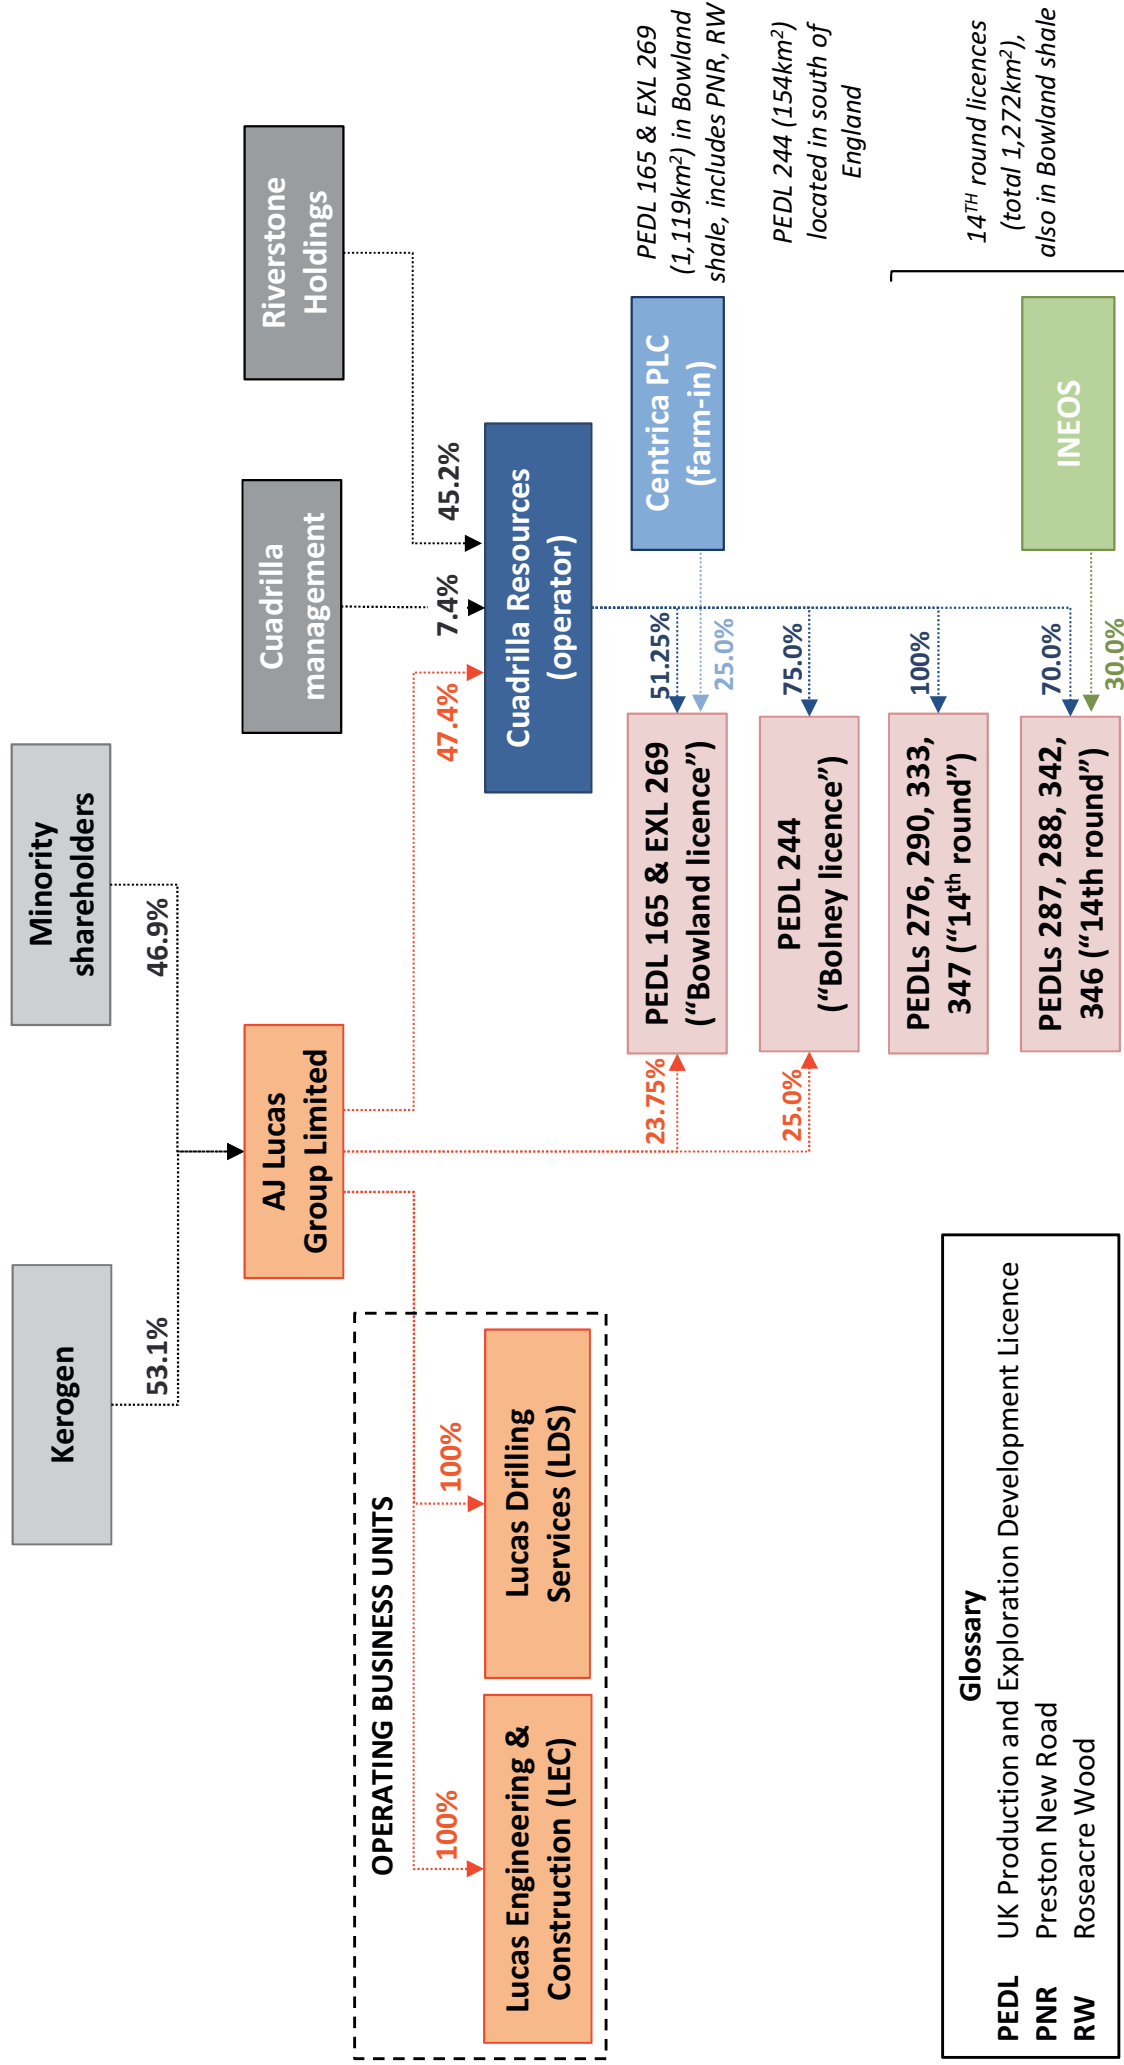 Kerogen
Minority
shareholders
53.1%
46.9%
AJ Lucas
Group Limited
Cuadrilla
management
Riverstone
Holdings
OPERATING BUSINESS UNITS
100%
100%
47.4%
7.4%
45.2%
Lucas Engineering &
Construction (LEC)
Lucas Drilling
Services (LDS)
Cuadrilla Resources
(operator)
23.75%
PEDL 165 & EXL 269
(“Bowland licence”)
51.25%
25.0%
Centrica PLC
(farm-in)
PEDL 165 & EXL 269
(1,119km²) in Bowland
shale, includes PNR, RW
25.0%
PEDL 244
(“Bolney licence”)
75.0%
PEDL 244 (154km²)
located in south of
England
PEDLs 276, 290, 333,
347 (“14th round”)
100%
PEDLs 287, 288, 342,
346 (“14th round”)
70.0%
30.0%
INEOS
14TH round licences
(total 1,272km²),
also in Bowland shale
Glossary
PEDL UK Production and Exploration Development Licence
PNR Preston New Road
RW Roseacre Wood